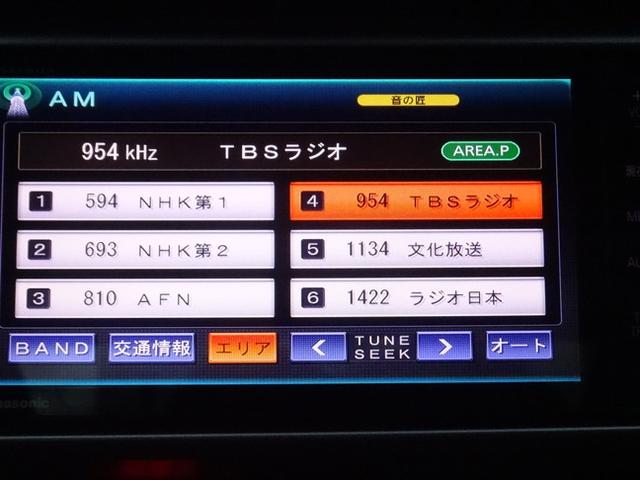 AM
音の匠
954 kHz TBSラジオ AREA.P
1 594 NHK第1
4 954 TBSラジオ
2 693 NHK第2
5 1134 文化放送
3 810 AFN
6 1422 ラジオ日本
BAND 交通情報 エリア < TUNE SEEK > オート